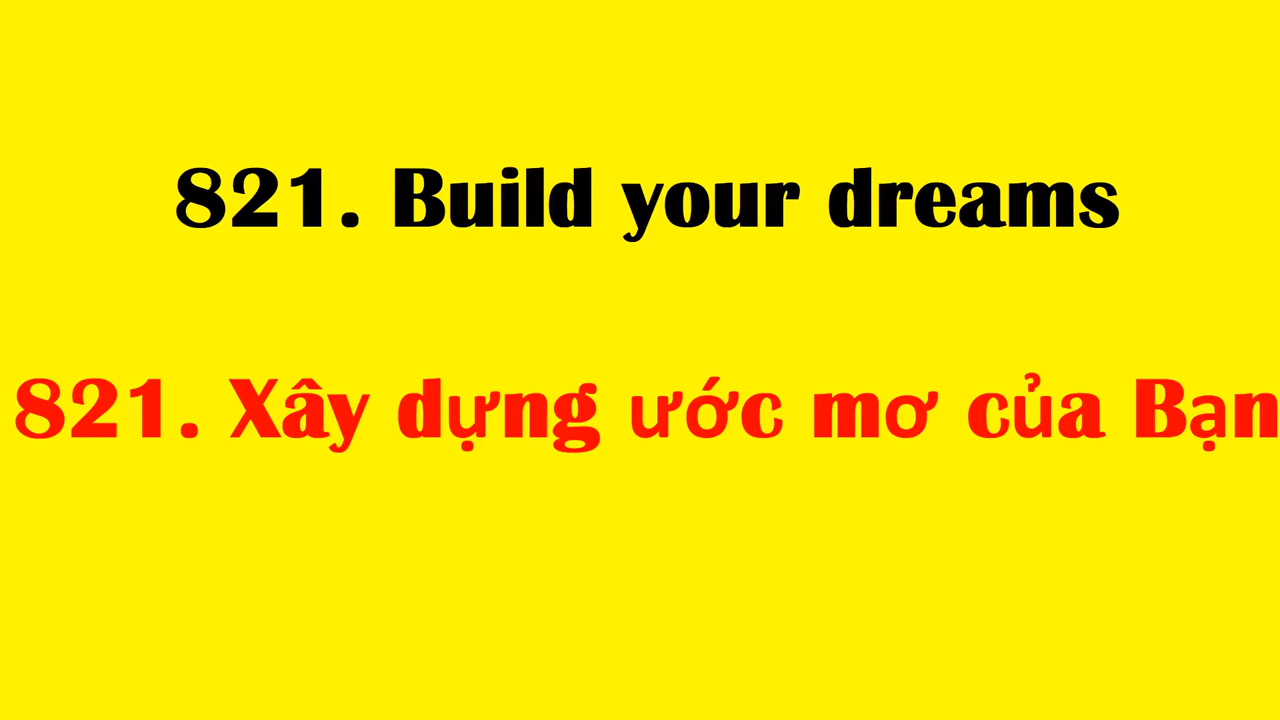 821. Build your dreams
821. Xây dựng ước mơ của Bạn